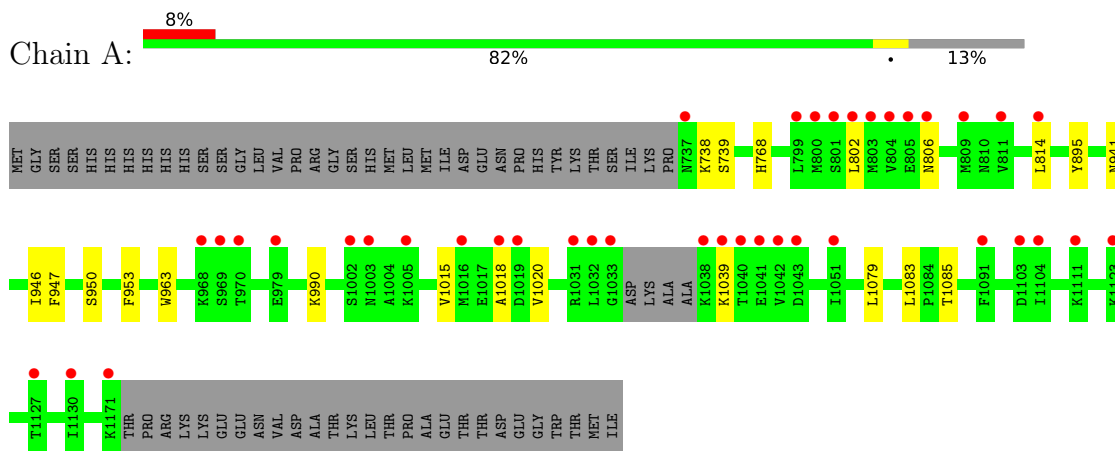 8%
Chain A:
82% • 13%
MET GLY SER SER HIS HIS HIS HIS HIS HIS SER SER GLY LEU VAL PRO ARG GLY SER HIS MET LEU MET ILE ASP GLU ASN PRO HIS TYR LYS THR SER ILE LYS PRO N737 K738 S739 H768 L799 M800 S801 L802 M803 V804 E805 N806 M809 N810 V811 L814 Y895 N941
I946 F947 S950 F953 W963 K968 S969 T970 E979 K990 S1002 N1003 A1004 K1005 V1015 M1016 E1017 A1018 D1019 V1020 R1031 L1032 G1033 ASP LYS ALA ALA K1038 K1039 T1040 E1041 V1042 D1043 I1051 L1079 L1083 P1084 T1085 F1091 D1103 I1104 K1111 K1123
T1127 I1130 K1171 THR PRO ARG LYS LYS GLU GLU ASN VAL ASP ALA THR LYS LEU THR PRO ALA GLU THR THR ASP GLU GLY TRP THR MET ILE